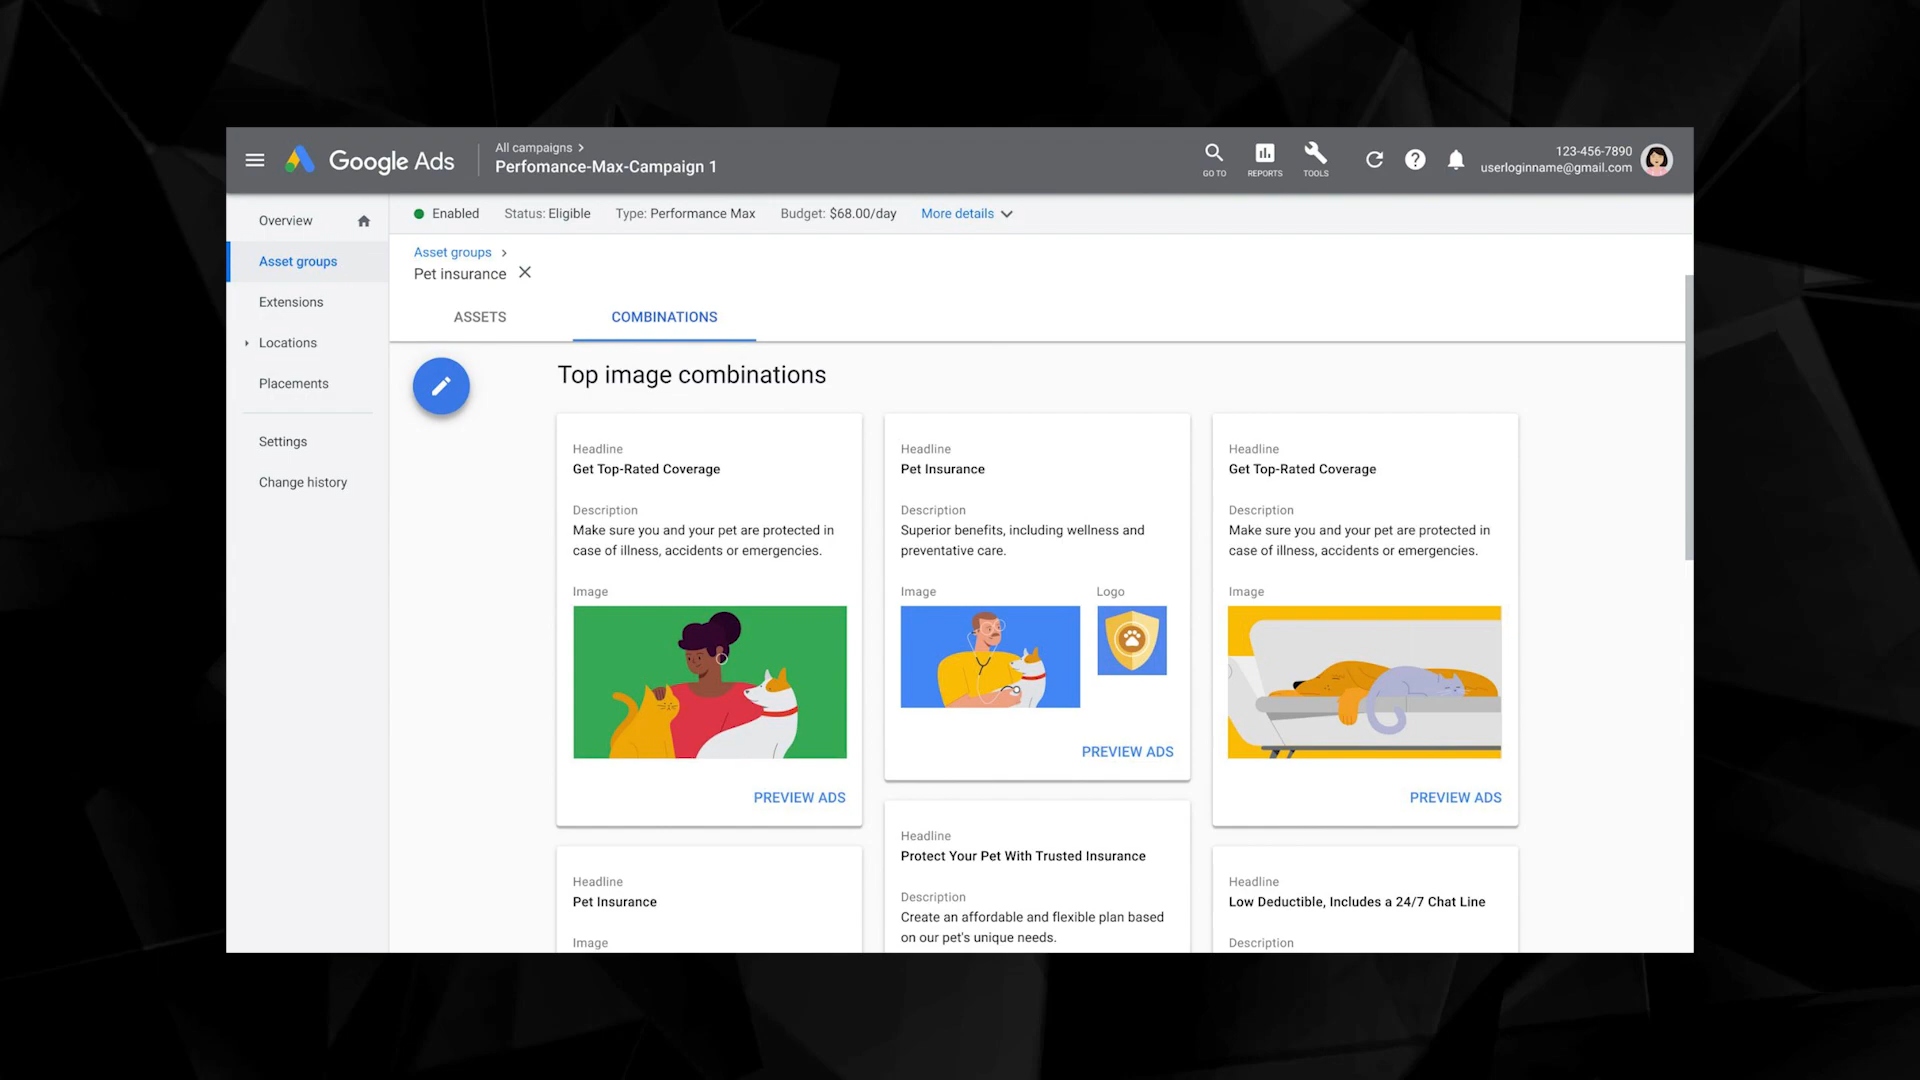 Google Ads
All campaigns
Perfomance-Max-Campaign 1
GO TO
REPORTS
TOOLS
123-456-7890
userloginname@gmail.com
Overview
Asset groups
Extensions
Locations
Placements
Settings
Change history
Enabled
Status: Eligible
Type: Performance Max
Budget: $68.00/day
More details
Asset groups
Pet insurance
ASSETS
COMBINATIONS
Top image combinations
Headline
Get Top-Rated Coverage
Description
Make sure you and your pet are protected in
case of illness, accidents or emergencies.
Image
PREVIEW ADS
Headline
Pet Insurance
Description
Superior benefits, including wellness and
preventative care.
Image
Logo
PREVIEW ADS
Headline
Get Top-Rated Coverage
Description
Make sure you and your pet are protected in
case of illness, accidents or emergencies.
Image
PREVIEW ADS
Headline
Pet Insurance
Image
Headline
Protect Your Pet With Trusted Insurance
Description
Create an affordable and flexible plan based
on our pet's unique needs.
Headline
Low Deductible, Includes a 24/7 Chat Line
Description